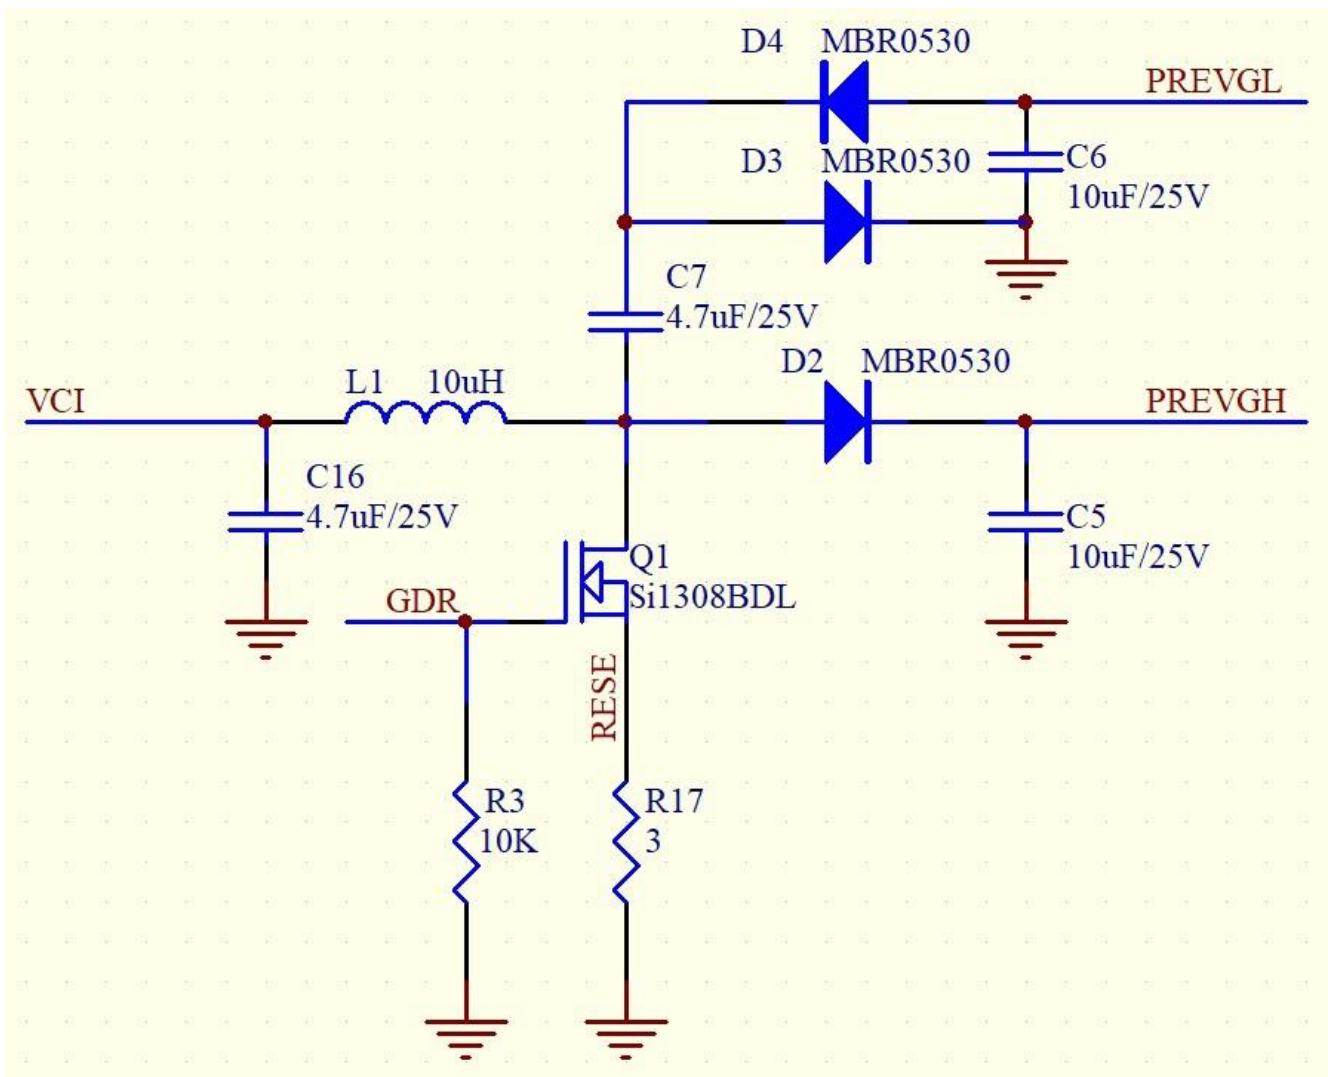 D4 MBR0530
PREVGL
D3 MBR0530
C6
10uF/25V
C7
4.7uF/25V
D2 MBR0530
L1 10uH
VCI
PREVGH
C16
4.7uF/25V
C5
10uF/25V
Q1
Si1308BDL
GDR
RESE
R3
10K
R17
3